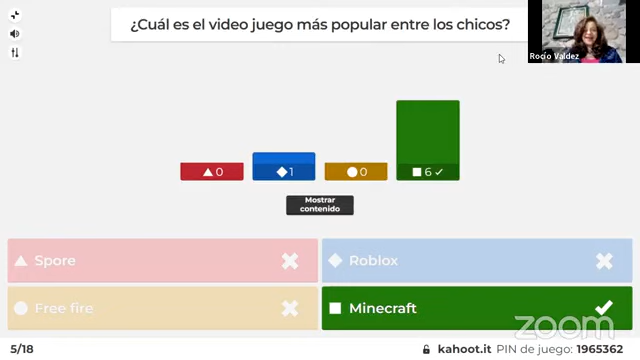 ¿Cuál es el video juego más popular entre los chicos?
Rocío Valdez
0
1
0
6
Mostrar
contenido
Spore
Roblox
Free fire
Minecraft
zoom
5/18
kahoot.it PIN de juego: 1965362